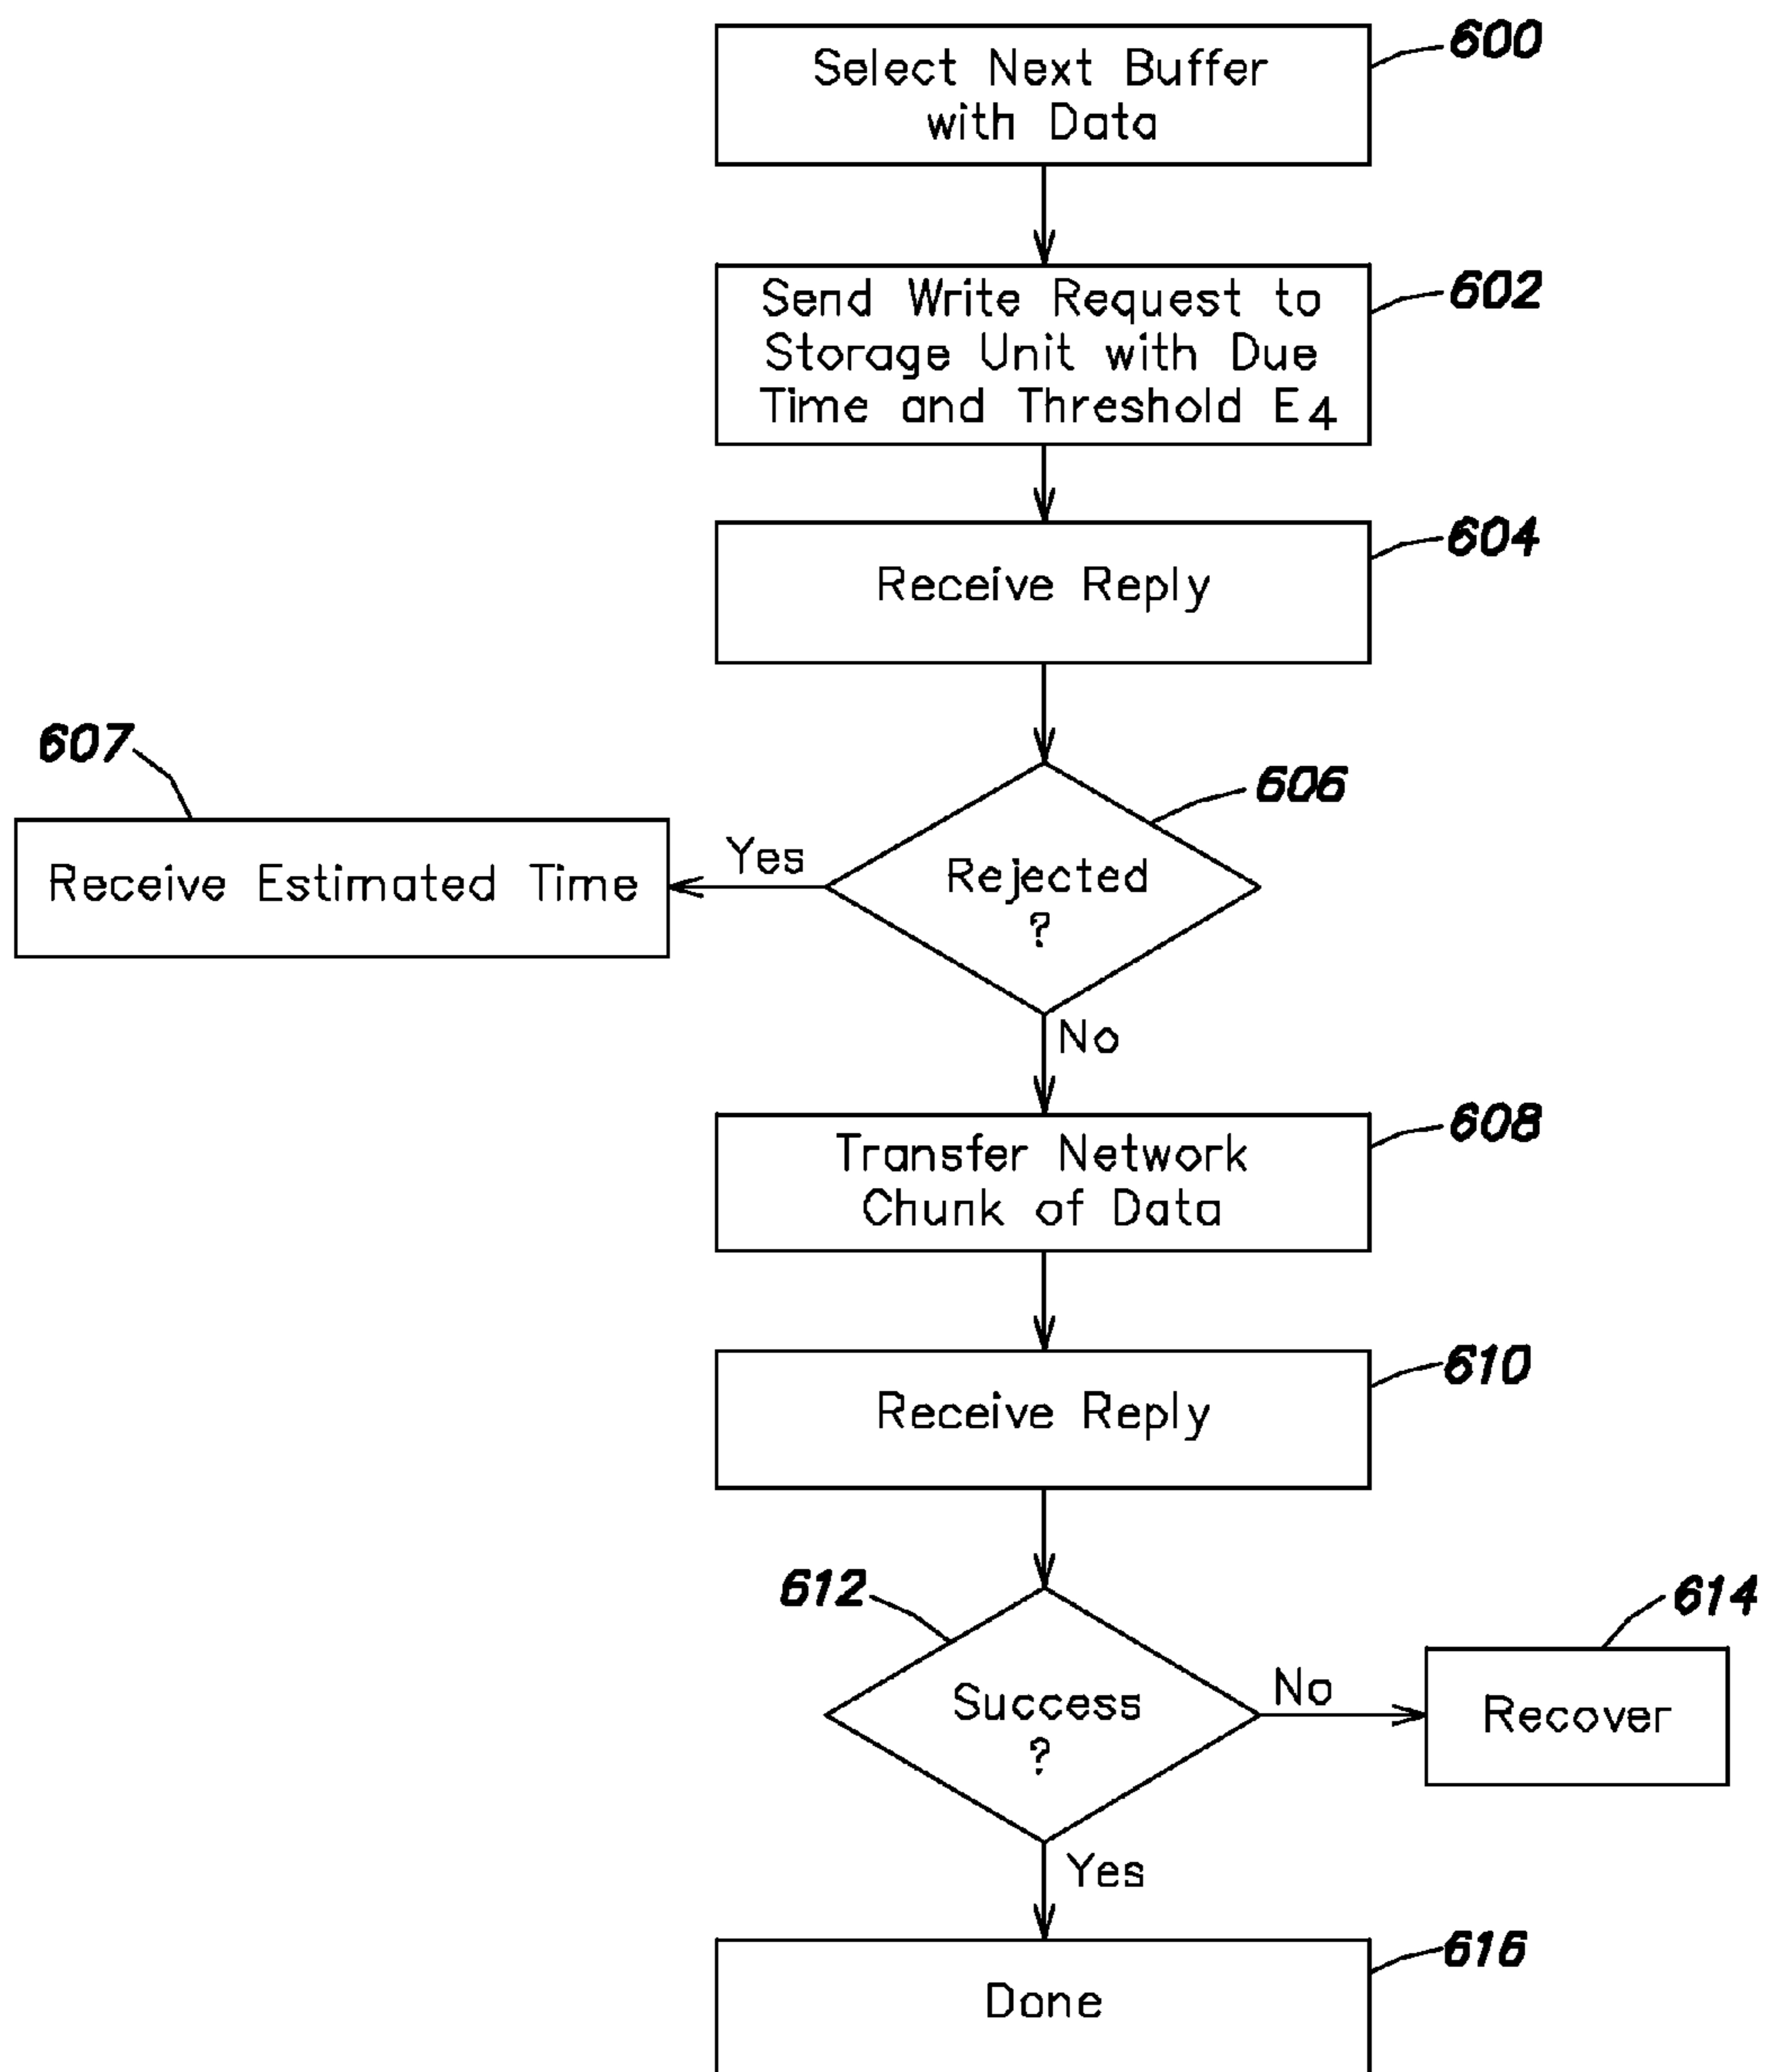 600
Select Next Buffer
with Data
602
Send Write Request to
Storage Unit with Due
Time and Threshold E4
604
Receive Reply
607
606
Receive Estimated Time
Yes
Rejected
?
No
608
Transfer Network
Chunk of Data
610
Receive Reply
612
614
Success
?
No
Recover
Yes
616
Done